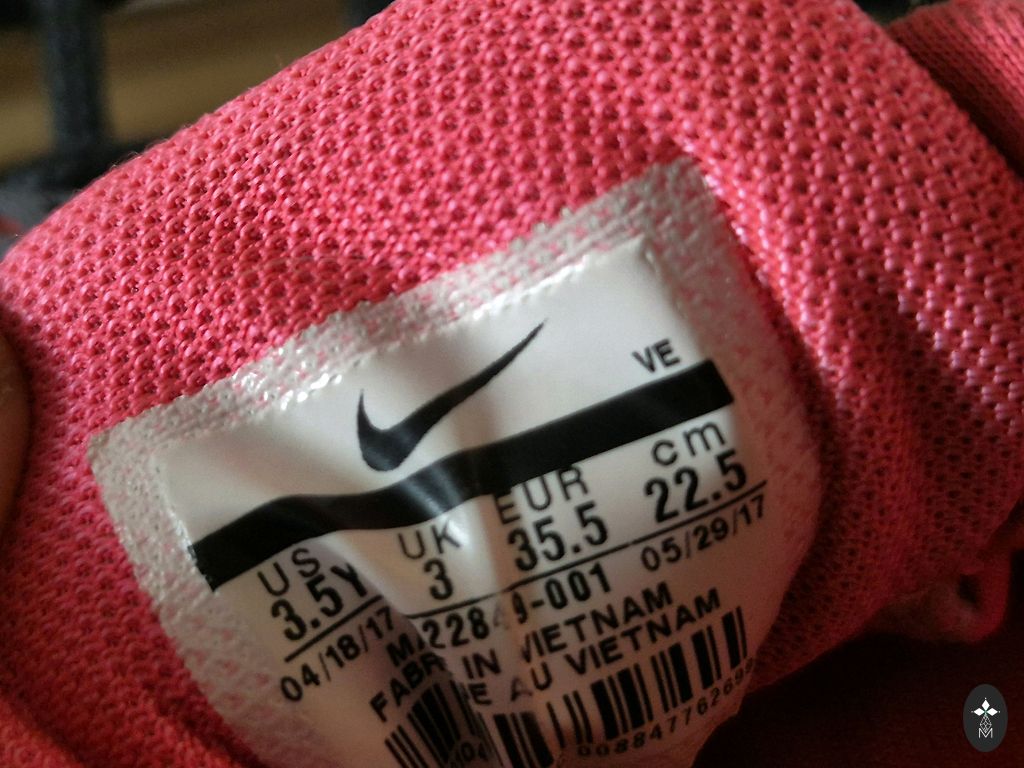 VE
US UK EUR cm
3.5Y 3 35.5 22.5
04/18/17 05/29/17
IN VIETNAM
AU VIETNAM
M